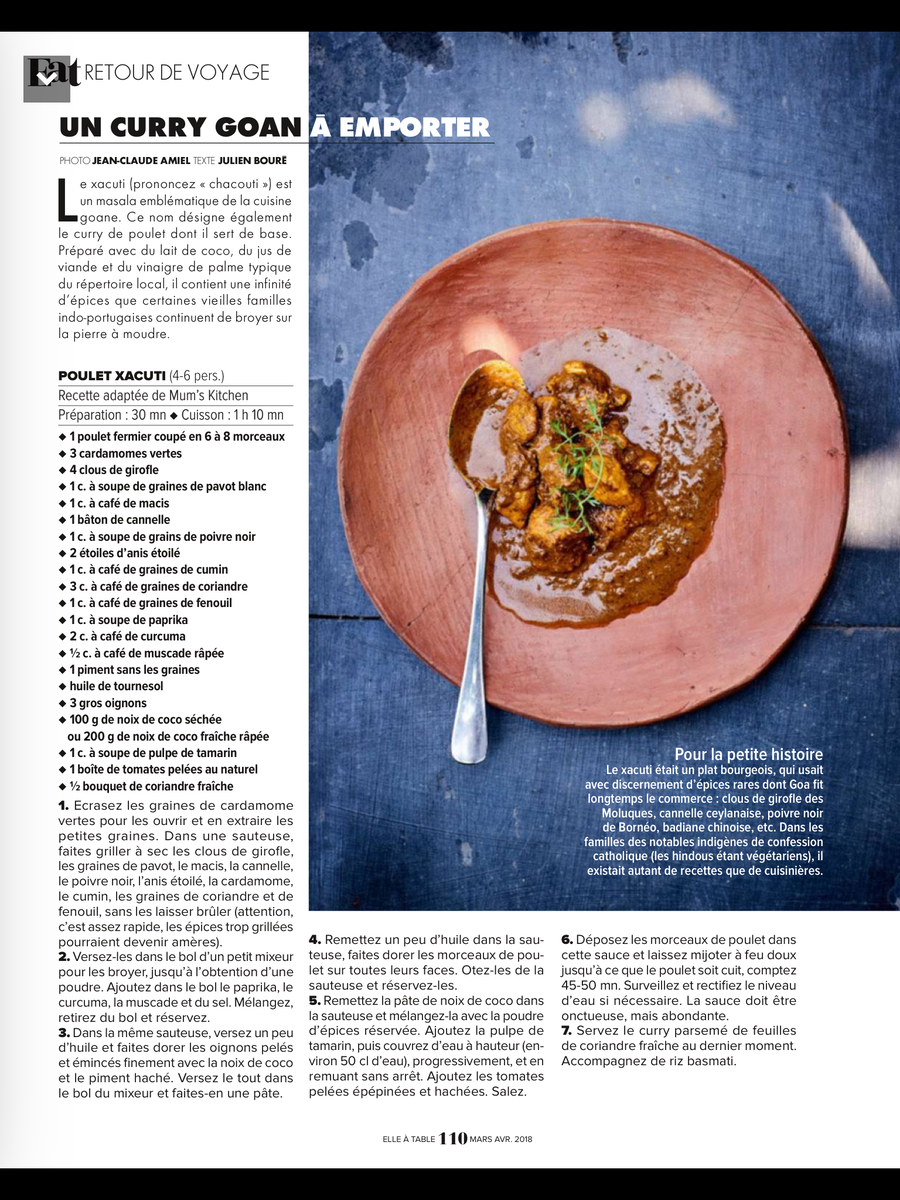 Eat RETOUR DE VOYAGE
UN CURRY GOAN À EMPORTER
PHOTO JEAN-CLAUDE AMIEL TEXTE JULIEN BOURÉ
Le xacuti (prononcez « chacouti ») est
un masala emblématique de la cuisine
goane. Ce nom désigne également
le curry de poulet dont il sert de base.
Préparé avec du lait de coco, du jus de
viande et du vinaigre de palme typique
du répertoire local, il contient une infinité
d’épices que certaines vieilles familles
indo-portugaises continuent de broyer sur
la pierre à moudre.
POULET XACUTI (4-6 pers.)
Recette adaptée de Mum’s Kitchen
Préparation : 30 mn ◆ Cuisson : 1 h 10 mn
◆ 1 poulet fermier coupé en 6 à 8 morceaux
◆ 3 cardamomes vertes
◆ 4 clous de girofle
◆ 1 c. à soupe de graines de pavot blanc
◆ 1 c. à café de macis
◆ 1 bâton de cannelle
◆ 1 c. à soupe de grains de poivre noir
◆ 2 étoiles d’anis étoilé
◆ 1 c. à café de graines de cumin
◆ 3 c. à café de graines de coriandre
◆ 1 c. à café de graines de fenouil
◆ 1 c. à soupe de paprika
◆ 2 c. à café de curcuma
◆ ½ c. à café de muscade râpée
◆ 1 piment sans les graines
◆ huile de tournesol
◆ 3 gros oignons
◆ 100 g de noix de coco séchée
ou 200 g de noix de coco fraîche râpée
◆ 1 c. à soupe de pulpe de tamarin
◆ 1 boîte de tomates pelées au naturel
◆ ½ bouquet de coriandre fraîche
1. Ecrasez les graines de cardamome
vertes pour les ouvrir et en extraire les
petites graines. Dans une sauteuse,
faites griller à sec les clous de girofle,
les graines de pavot, le macis, la cannelle,
le poivre noir, l’anis étoilé, la cardamome,
le cumin, les graines de coriandre et de
fenouil, sans les laisser brûler (attention,
c’est assez rapide, les épices trop grillées
pourraient devenir amères).
2. Versez-les dans le bol d’un petit mixeur
pour les broyer, jusqu’à l’obtention d’une
poudre. Ajoutez dans le bol le paprika, le
curcuma, la muscade et du sel. Mélangez,
retirez du bol et réservez.
3. Dans la même sauteuse, versez un peu
d’huile et faites dorer les oignons pelés
et émincés finement avec la noix de coco
et le piment haché. Versez le tout dans
le bol du mixeur et faites-en une pâte.
Pour la petite histoire
Le xacuti était un plat bourgeois, qui usait
avec discernement d’épices rares dont Goa fit
longtemps le commerce : clous de girofle des
Moluques, cannelle ceylanaise, poivre noir
de Bornéo, badiane chinoise, etc. Dans les
familles des notables indigènes de confession
catholique (les hindous étant végétariens), il
existait autant de recettes que de cuisinières.
4. Remettez un peu d’huile dans la sau-
teuse, faites dorer les morceaux de pou-
let sur toutes leurs faces. Otez-les de la
sauteuse et réservez-les.
5. Remettez la pâte de noix de coco dans
la sauteuse et mélangez-la avec la poudre
d’épices réservée. Ajoutez la pulpe de
tamarin, puis couvrez d’eau à hauteur (en-
viron 50 cl d’eau), progressivement, et en
remuant sans arrêt. Ajoutez les tomates
pelées épépinées et hachées. Salez.
6. Déposez les morceaux de poulet dans
cette sauce et laissez mijoter à feu doux
jusqu’à ce que le poulet soit cuit, comptez
45-50 mn. Surveillez et rectifiez le niveau
d’eau si nécessaire. La sauce doit être
onctueuse, mais abondante.
7. Servez le curry parsemé de feuilles
de coriandre fraîche au dernier moment.
Accompagnez de riz basmati.
ELLE À TABLE 110 MARS AVR. 2018